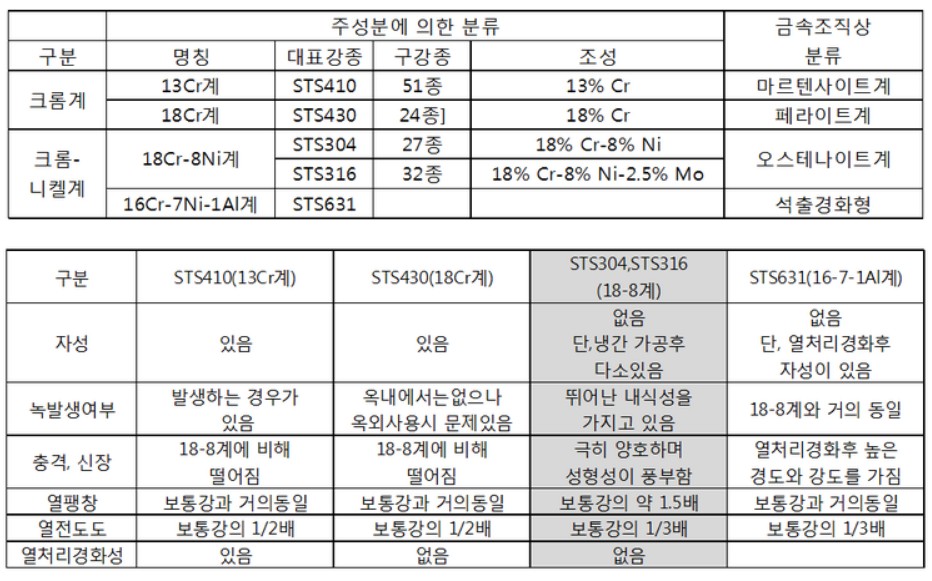 주성분에 의한 분류 금속조직상
구분 명칭 대표강종 구강종 조성 분류
크롬계 13Cr계 STS410 51종 13% Cr 마르텐사이트계
18Cr계 STS430 24종] 18% Cr 페라이트계
크롬-
니켈계 18Cr-8Ni계 STS304 27종 18% Cr-8% Ni 오스테나이트계
STS316 32종 18% Cr-8% Ni-2.5% Mo
16Cr-7Ni-1Al계 STS631 석출경화형
구분 STS410(13Cr계) STS430(18Cr계) STS304,STS316 STS631(16-7-1Al계)
(18-8계)
자성 있음 있음 없음 없음
단,냉간 가공후 단, 열처리경화후
다소있음 자성이 있음
녹발생여부 발생하는 경우가 옥내에서는없으나 뛰어난 내식성을 18-8계와 거의 동일
있음 옥외사용시 문제있음 가지고 있음
충격, 신장 18-8계에 비해 18-8계에 비해 극히 양호하며 열처리경화후 높은
떨어짐 떨어짐 성형성이 풍부함 경도와 강도를 가짐
열팽창 보통강과 거의동일 보통강과 거의동일 보통강의 약 1.5배 보통강과 거의동일
열전도도 보통강의 1/2배 보통강의 1/2배 보통강의 1/3배 보통강의 1/3배
열처리경화성 있음 없음 없음